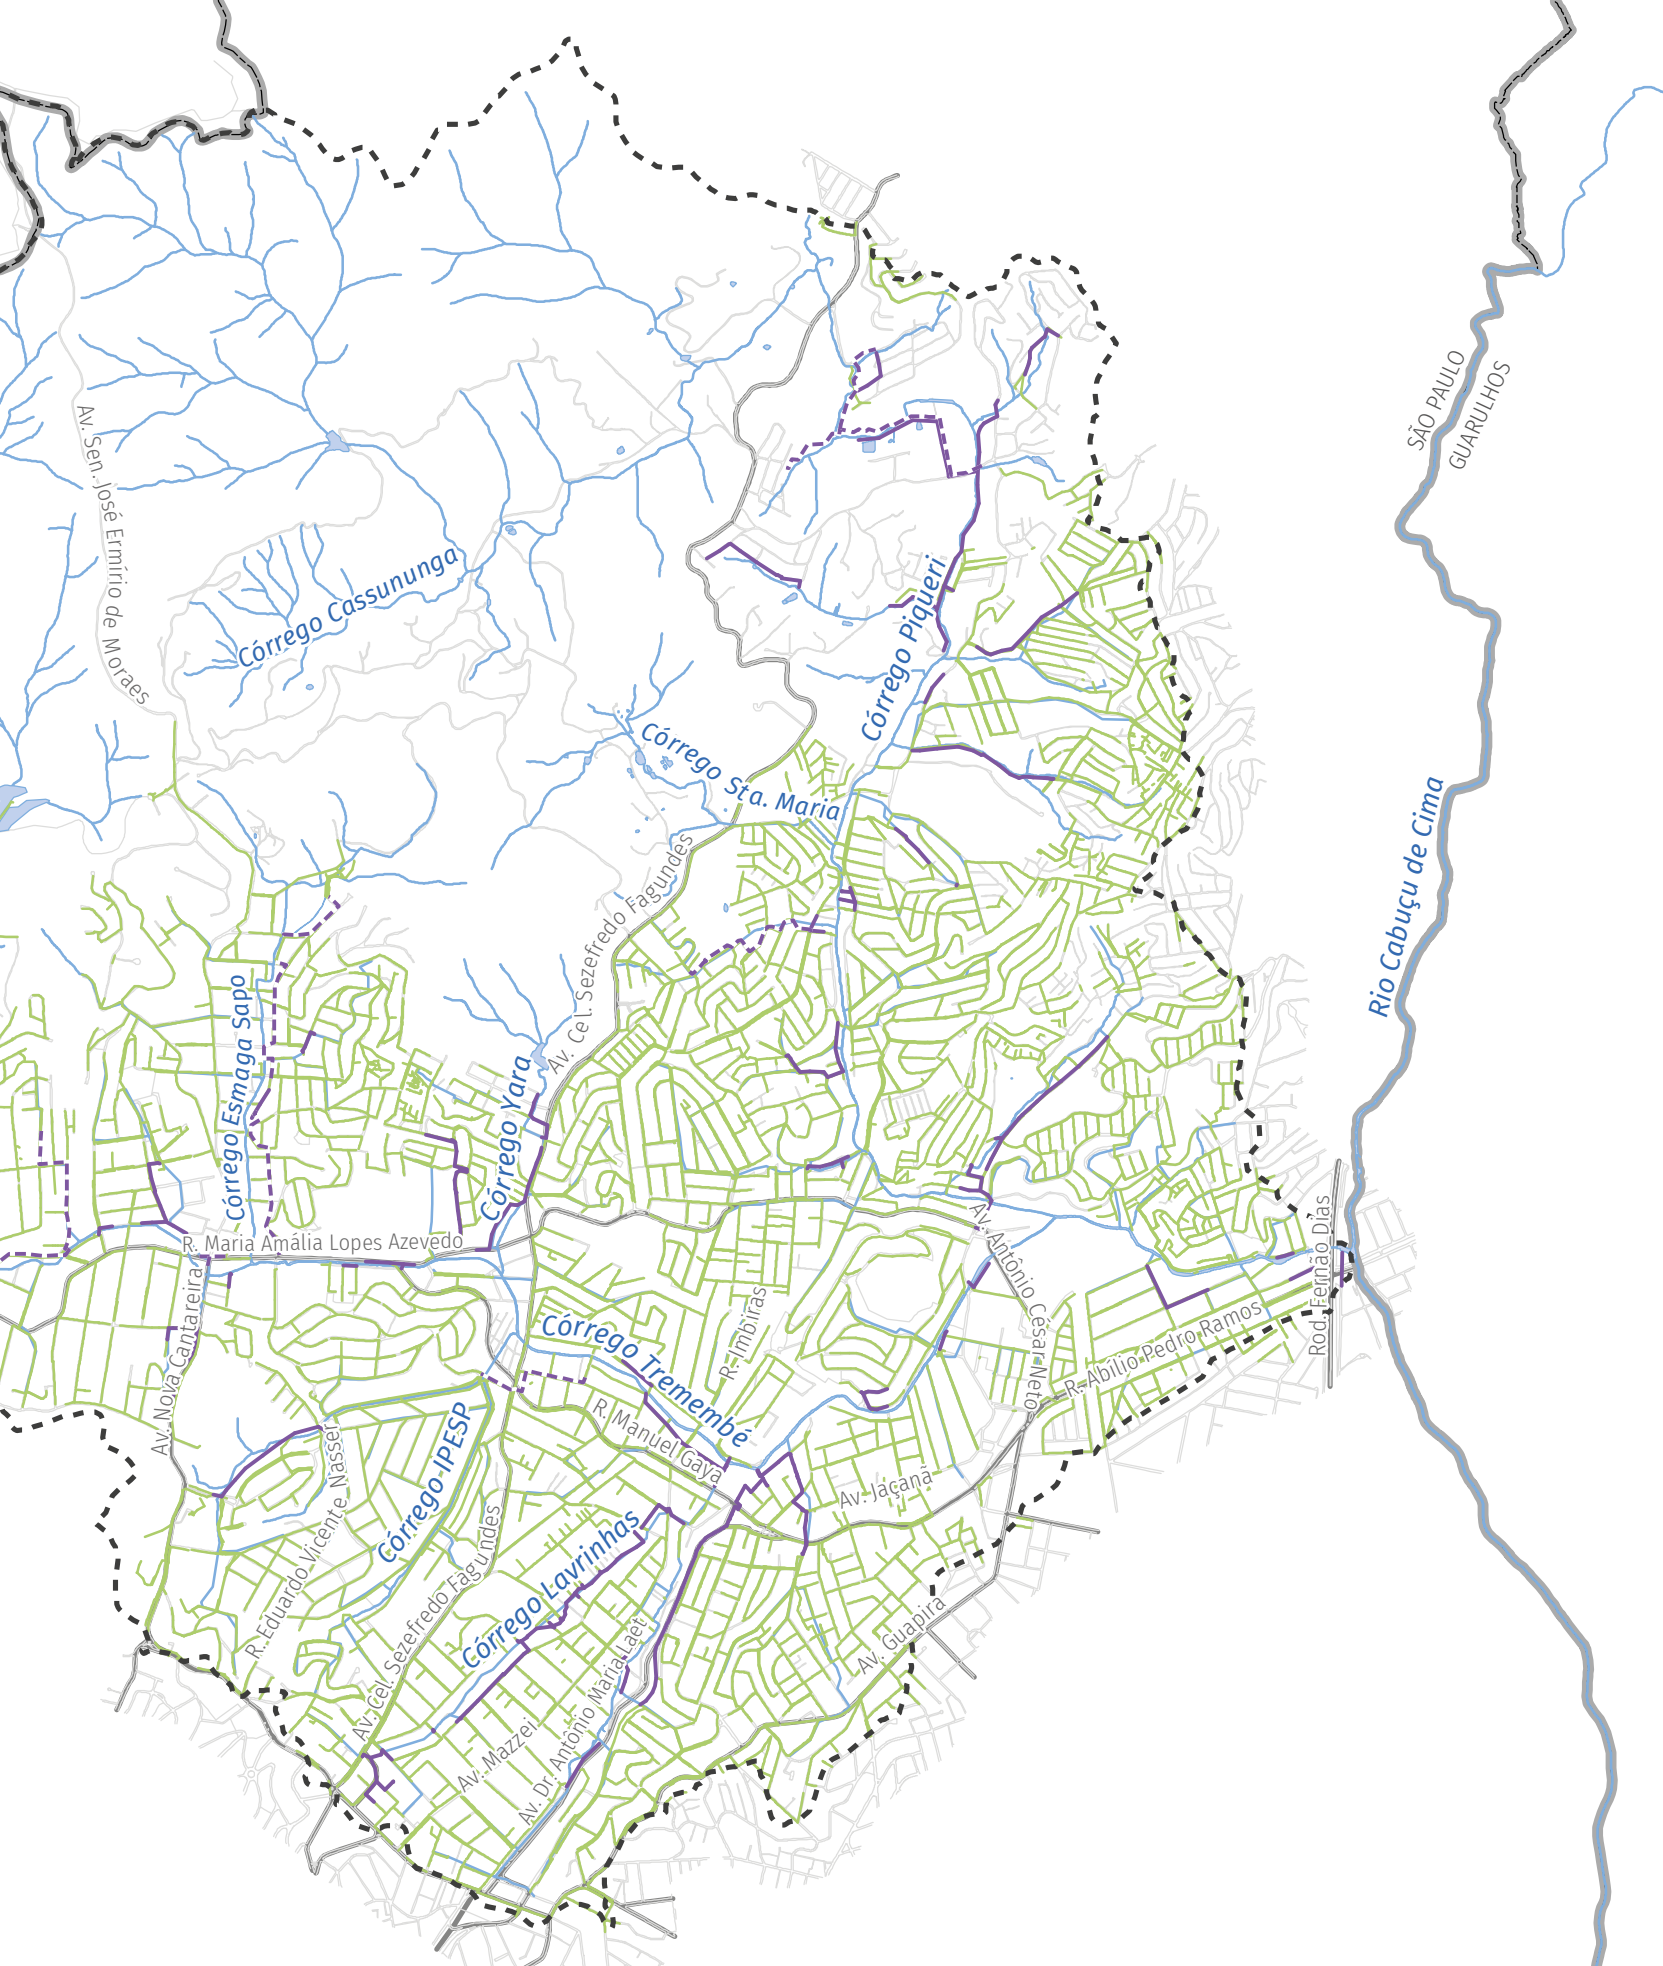 SÃO PAULO
GUARULHOS
Av. Sen. José Ermírio de Moraes
Córrego Cassununga
Córrego Piqueri
Córrego Sta. Maria
Rio Cabuçu de Cima
Av. Cel. Sezefredo Fagundes
Córrego Esmaga Sapo
Córrego Yara
R. Maria Amália Lopes Azevedo
Av. Nova Cantareira
Av. Antônio César Neto
Rod. Fernão Dias
R. Abílio Pedro Ramos
Córrego Tremembé
R. Imbiras
R. Manuel Gaya
Córrego IPESP
R. Eduardo Vicente Nasser
Av. Jaçanã
Córrego Lavrinhas
Av. Cel. Sezefredo Fagundes
Av. Guapira
Av. Mazzei
Av. Dr. Antônio Maria Laet